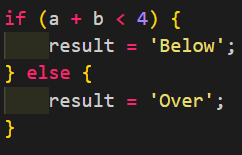 if (a + b < 4) {
    result = 'Below';
} else {
    result = 'Over';
}